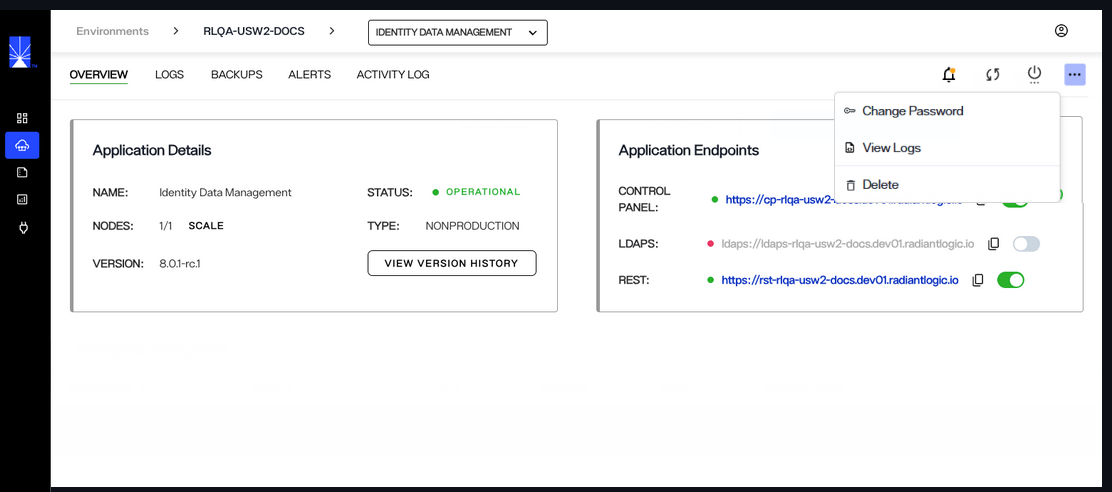 Environments > RLQA-USW2-DOCS > IDENTITY DATA MANAGEMENT
OVERVIEW LOGS BACKUPS ALERTS ACTIVITY LOG
Change Password
View Logs
Delete
Application Details
NAME: Identity Data Management STATUS: OPERATIONAL
NODES: 1/1 SCALE TYPE: NONPRODUCTION
VERSION: 8.0.1-rc.1 VIEW VERSION HISTORY
Application Endpoints
CONTROL
PANEL: https://cp-rlqa-usw2-
LDAPS: ldaps://ldaps-rlqa-usw2-docs.dev01.radiantlogic.io
REST: https://rst-rlqa-usw2-docs.dev01.radiantlogic.io